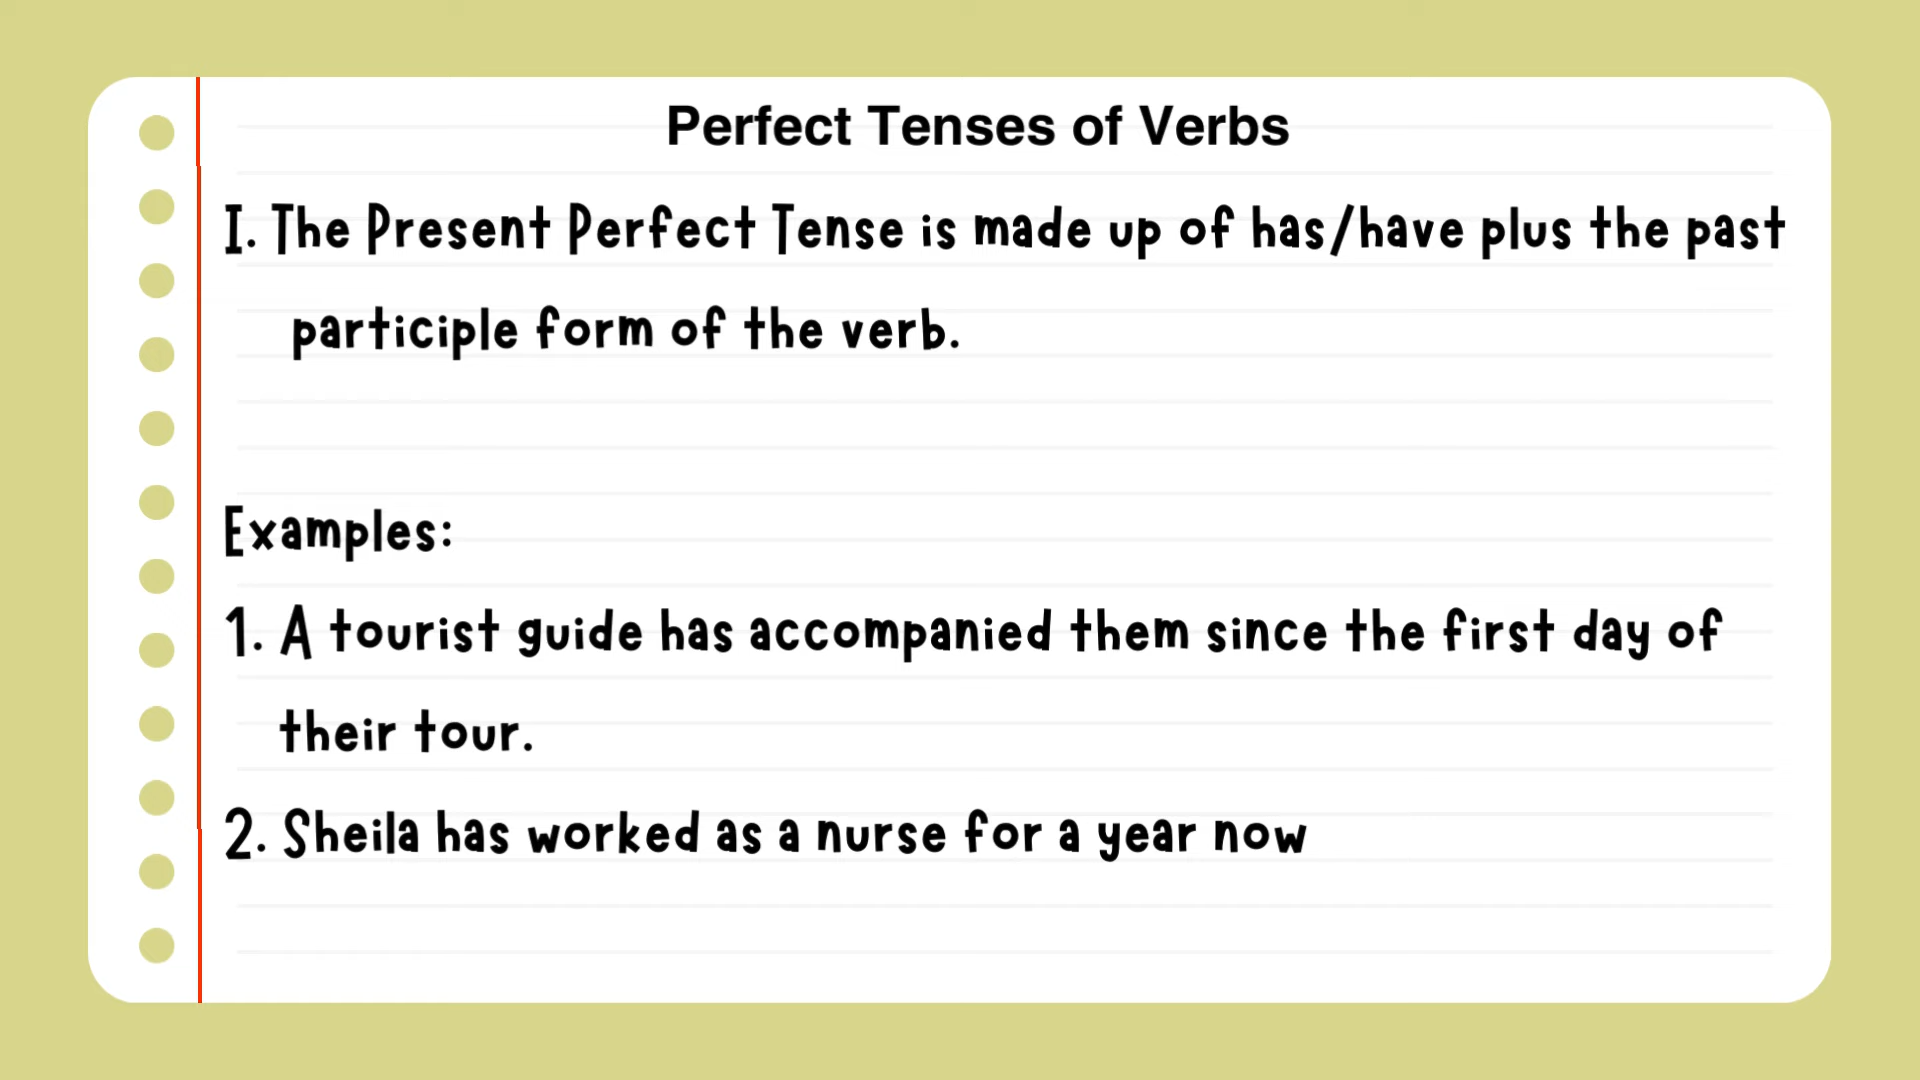 Perfect Tenses of Verbs
I. The Present Perfect Tense is made up of has/have plus the past
participle form of the verb.
Examples:
1. A tourist guide has accompanied them since the first day of
their tour.
2. Sheila has worked as a nurse for a year now